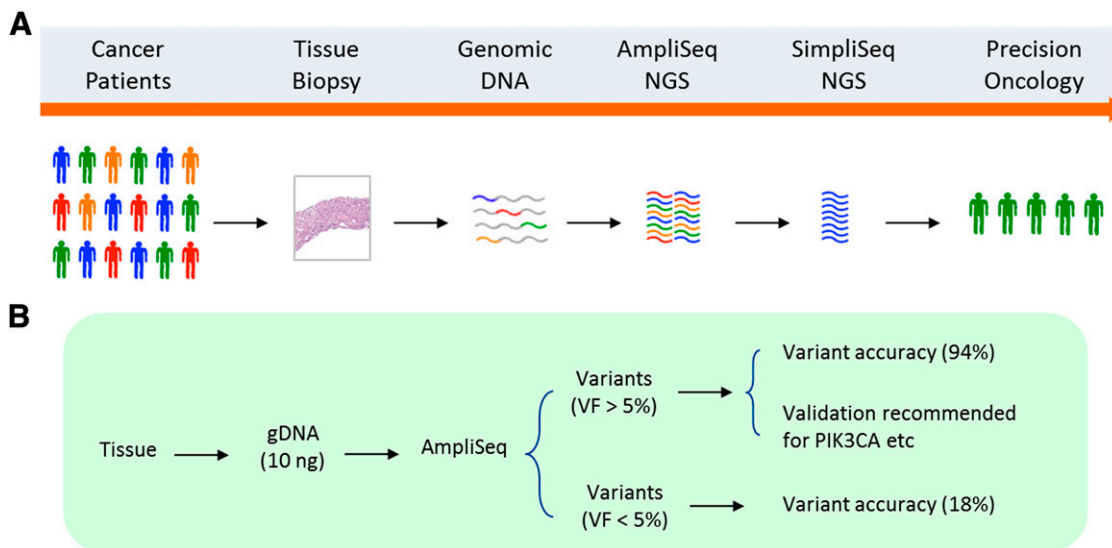 A
Cancer
Patients
Tissue
Biopsy
Genomic
DNA
AmpliSeq
NGS
SimpliSeq
NGS
Precision
Oncology
B
Tissue
gDNA
(10 ng)
AmpliSeq
Variants
(VF > 5%)
Variant accuracy (94%)
Validation recommended
for PIK3CA etc
Variants
(VF < 5%)
Variant accuracy (18%)